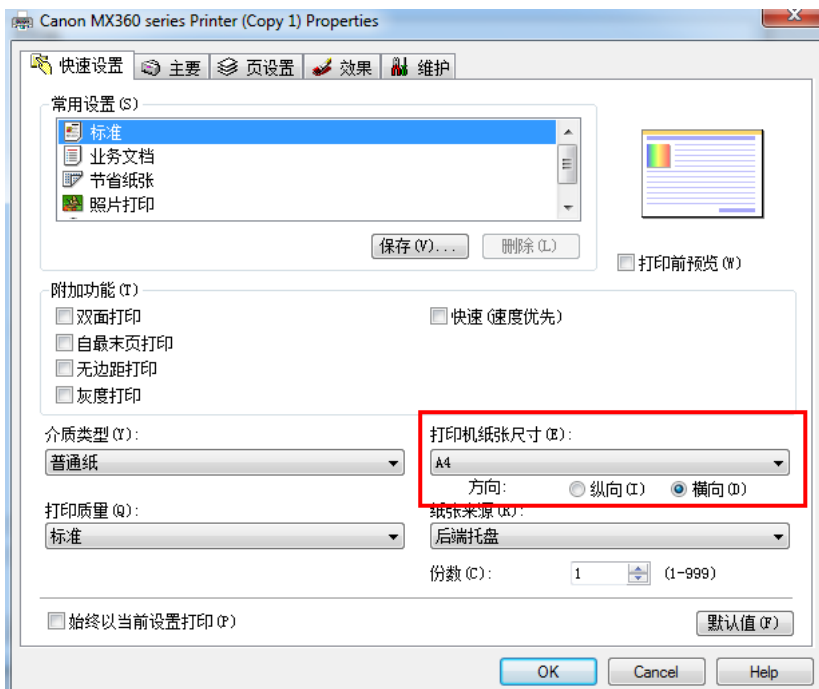 Canon MX360 series Printer (Copy 1) Properties
快速设置 主要 页设置 效果 维护
常用设置(S)
标准
业务文档
节省纸张
照片打印
保存(V)... 删除(L)
打印前预览(W)
附加功能(T)
双面打印 快速(速度优先)
自最末页打印
无边距打印
灰度打印
介质类型(Y): 打印机纸张尺寸(E):
普通纸 A4
方向: 纵向(I) 横向(D)
打印质量(Q): 纸张来源(R):
标准 后端托盘
份数(C): 1 (1-999)
始终以当前设置打印(P) 默认值(F)
OK Cancel Help